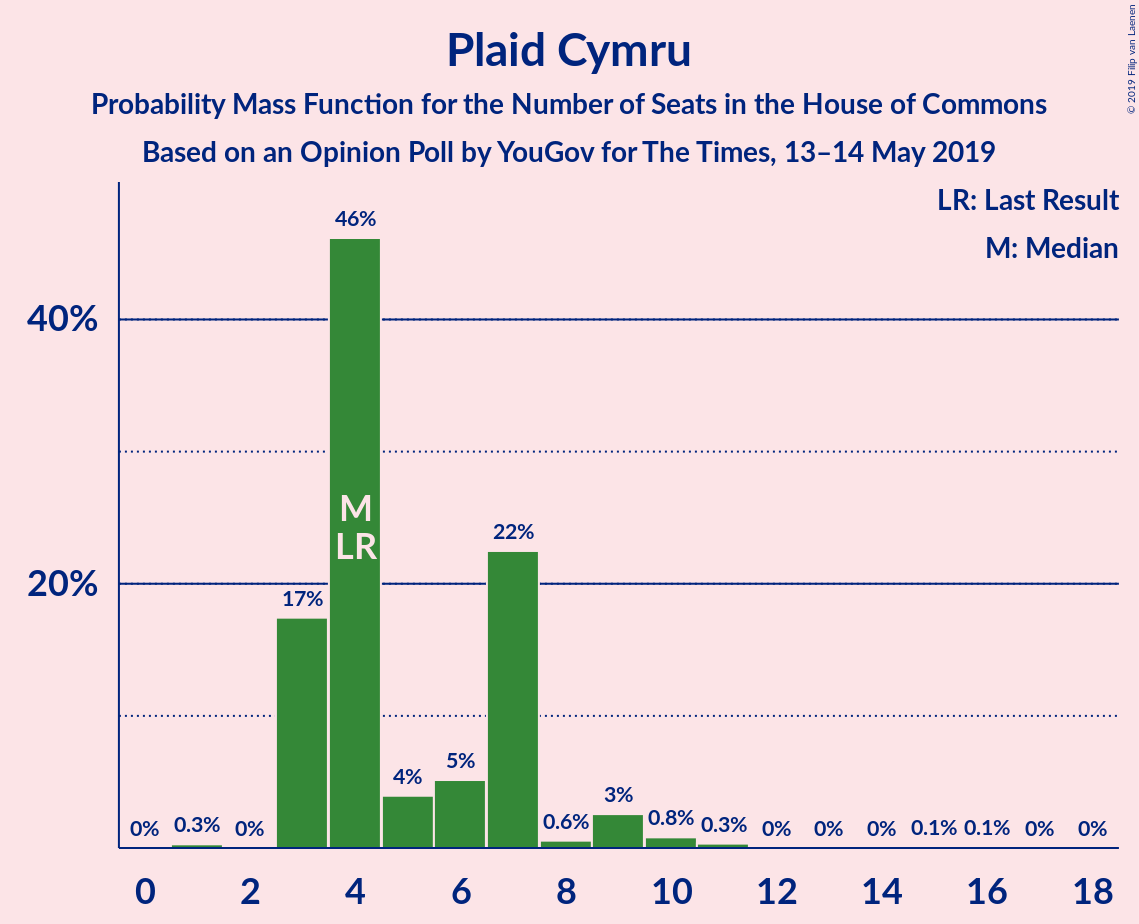 © 2019 Filip van Laenen
Plaid Cymru
Probability Mass Function for the Number of Seats in the House of Commons
Based on an Opinion Poll by YouGov for The Times, 13–14 May 2019
LR: Last Result
M: Median
40%
20%
0%
0.3%
0%
17%
46%
M
LR
4%
5%
22%
0.6%
3%
0.8%
0.3%
0%
0%
0%
0.1%
0.1%
0%
0%
0 2 4 6 8 10 12 14 16 18